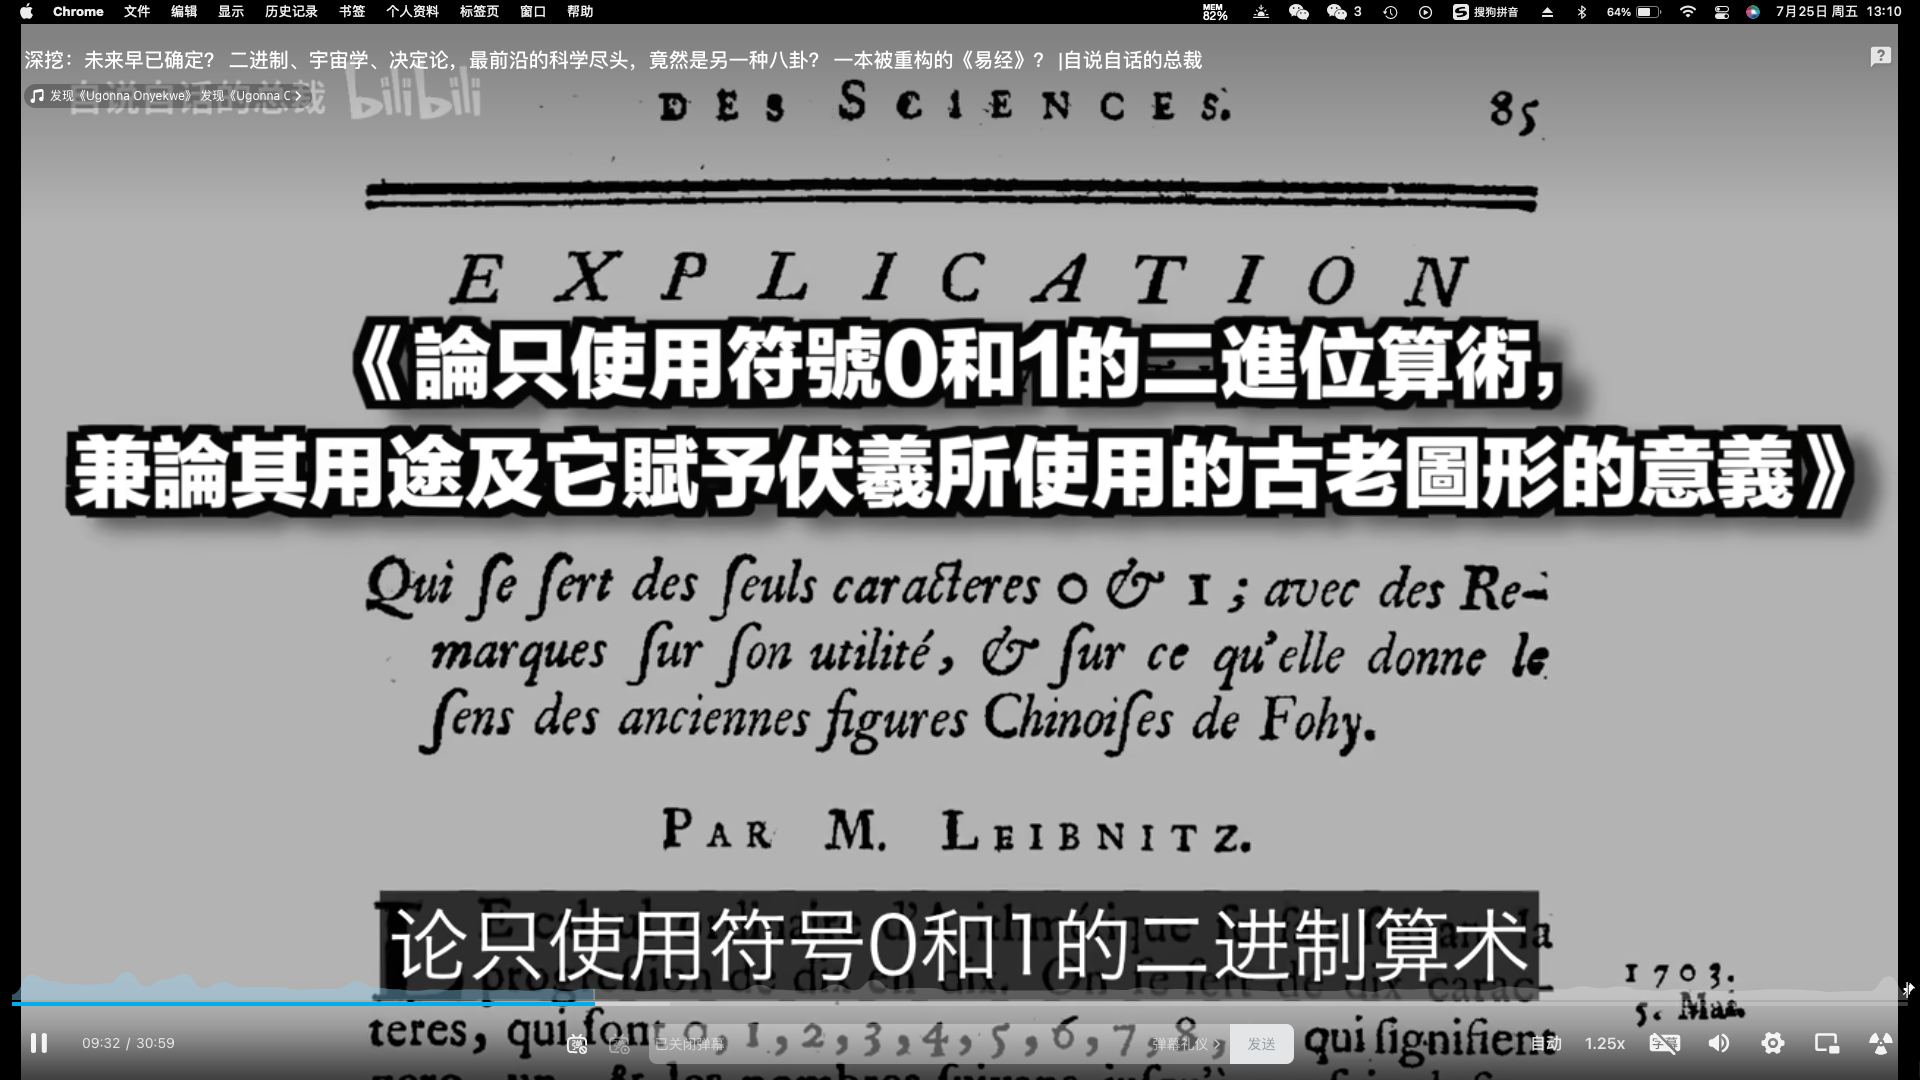 Chrome 文件 编辑 显示 历史记录 书签 个人资料 标签页 窗口 帮助 MEM 82% 3 S 搜狗拼音 64% 7月25日 周五 13:10
深挖：未来早已确定？ 二进制、宇宙学、决定论，最前沿的科学尽头，竟然是另一种八卦？ 一本被重构的《易经》？ |自说自话的总裁
发现《Ugonna Onyekwe》 发现《Ugonna C >
自说自话的总裁 bilibili
DES SCIENCES. 85
EXPLICATION
《論只使用符號0和1的二進位算術,
兼論其用途及它賦予伏羲所使用的古老圖形的意義》
Qui ſe ſert des ſeuls caracteres 0 & 1 ; avec des Re-
marques ſur ſon utilité, & ſur ce qu'elle donne le
ſens des anciennes figures Chinoiſes de Fohy.
PAR M. LEIBNITZ.
论只使用符号0和1的二进制算术
1703.
5. Mai.
teres, qui ſont 0, 1, 2, 3, 4, 5, 6, 7, 8, qui ſignifient
09:32 / 30:59 已关闭弹幕 弹幕礼仪 > 发送 自动 1.25x 字幕